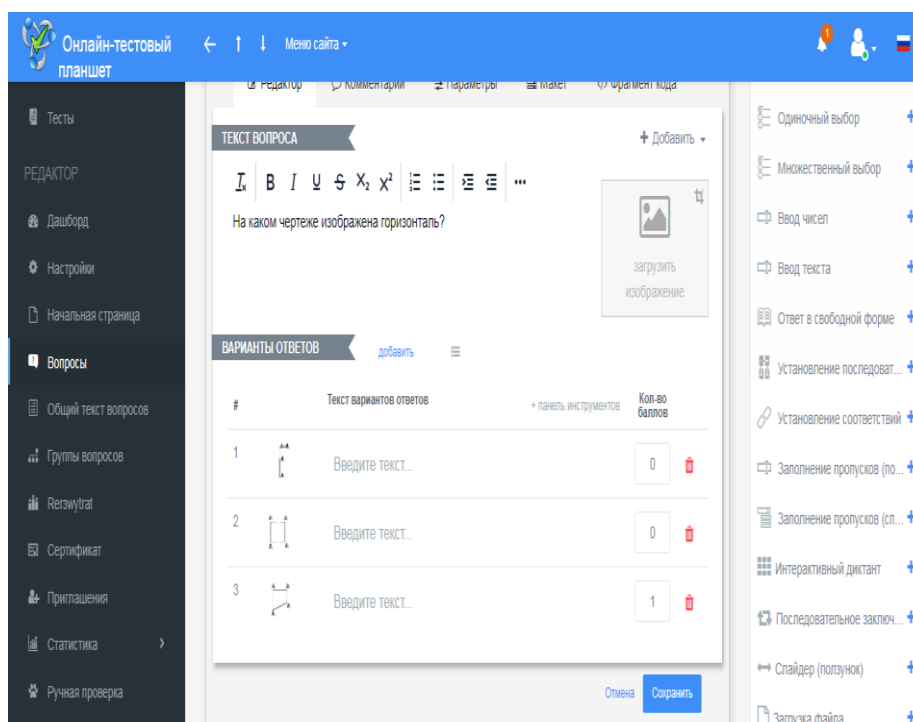 Онлайн-тестовый
планшет
Меню сайта
1
Тесты
РЕДАКТОР
Дашборд
Настройки
Начальная страница
Вопросы
Общий текст вопросов
Группы вопросов
Rerзwytrat
Сертификат
Приглашения
Статистика
Ручная проверка
Редактор Комментарии Параметры Макет Фрагмент кода
ТЕКСТ ВОПРОСА
+ Добавить
На каком чертеже изображена горизонталь?
загрузить
изображение
ВАРИАНТЫ ОТВЕТОВ добавить
# Текст вариантов ответов + панель инструментов Кол-во
баллов
1 Введите текст... 0
2 Введите текст... 0
3 Введите текст... 1
Отмена Сохранить
Одиночный выбор
Множественный выбор
Ввод чисел
Ввод текста
Ответ в свободной форме
Установление последоват...
Установление соответствий
Заполнение пропусков (по...
Заполнение пропусков (сп...
Интерактивный диктант
Последовательное заключ...
Слайдер (ползунок)
Загрузка файла